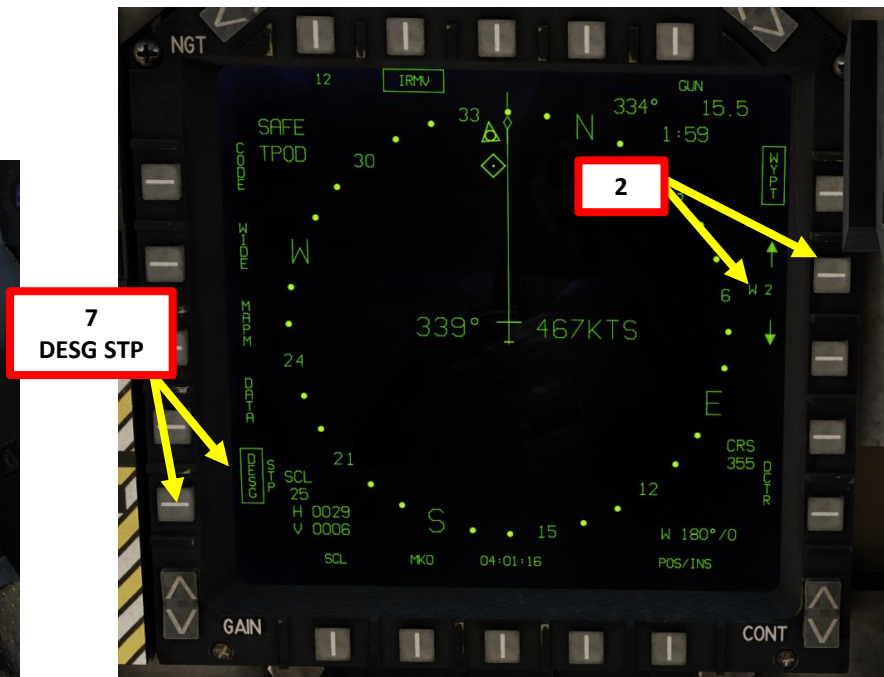 NGT
12
IRMV
GUN
SAFE
TPOD
33
N
334°
15.5
1:59
CODE
30
WYPT
2
WIDE
W
W 2
6
7
DESG STP
MAPM
339°
467KTS
24
DATA
E
DESG
STP
SCL
25
21
CRS
355
DCTR
12
H 0029
V 0006
S
15
W 180°/0
SCL
MKO
04:01:16
POS/INS
GAIN
CONT